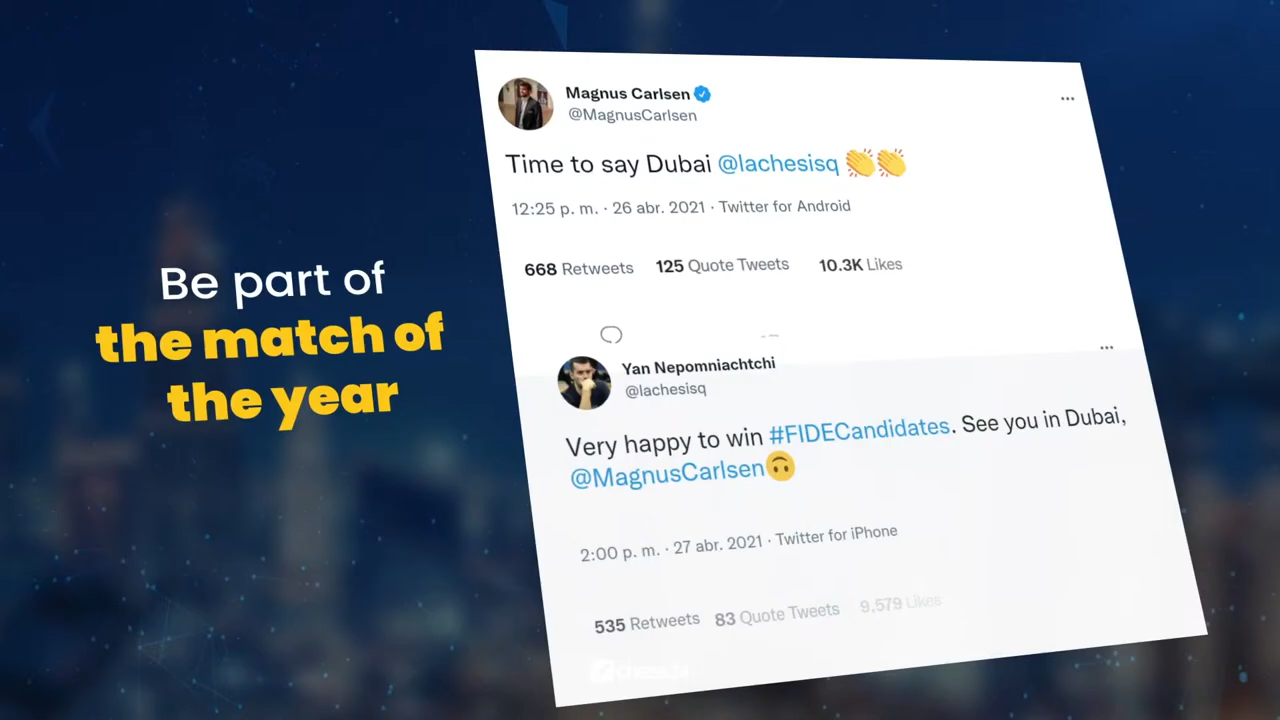 Be part of
the match of
the year
Magnus Carlsen
@MagnusCarlsen
Time to say Dubai @lachesisq 👏👏
12:25 p. m. · 26 abr. 2021 · Twitter for Android
668 Retweets 125 Quote Tweets 10.3K Likes
Yan Nepomniachtchi
@lachesisq
Very happy to win #FIDECandidates. See you in Dubai,
@MagnusCarlsen🙃
2:00 p. m. · 27 abr. 2021 · Twitter for iPhone
535 Retweets 83 Quote Tweets 9,579 Likes